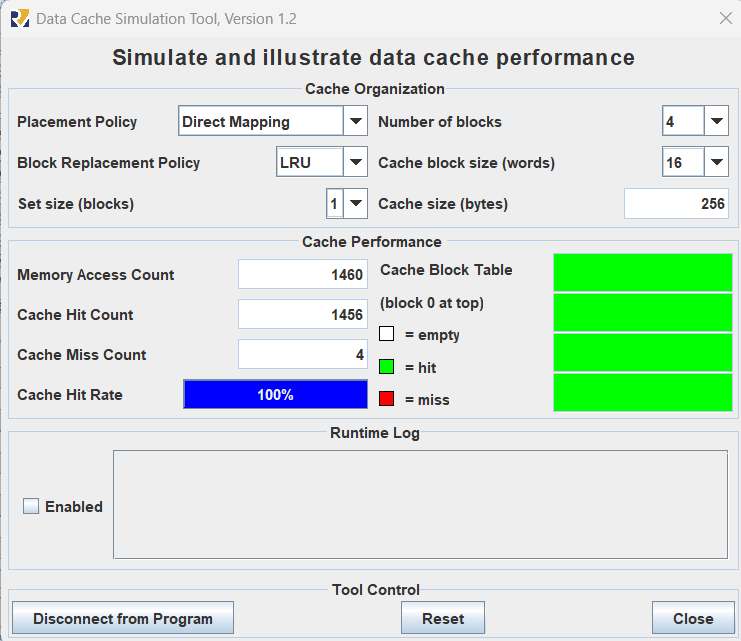 Data Cache Simulation Tool, Version 1.2
Simulate and illustrate data cache performance
Cache Organization
Placement Policy Direct Mapping Number of blocks 4
Block Replacement Policy LRU Cache block size (words) 16
Set size (blocks) 1 Cache size (bytes) 256
Cache Performance
Memory Access Count 1460 Cache Block Table
(block 0 at top)
Cache Hit Count 1456
= empty
Cache Miss Count 4
= hit
Cache Hit Rate 100%
= miss
Runtime Log
Enabled
Tool Control
Disconnect from Program Reset Close